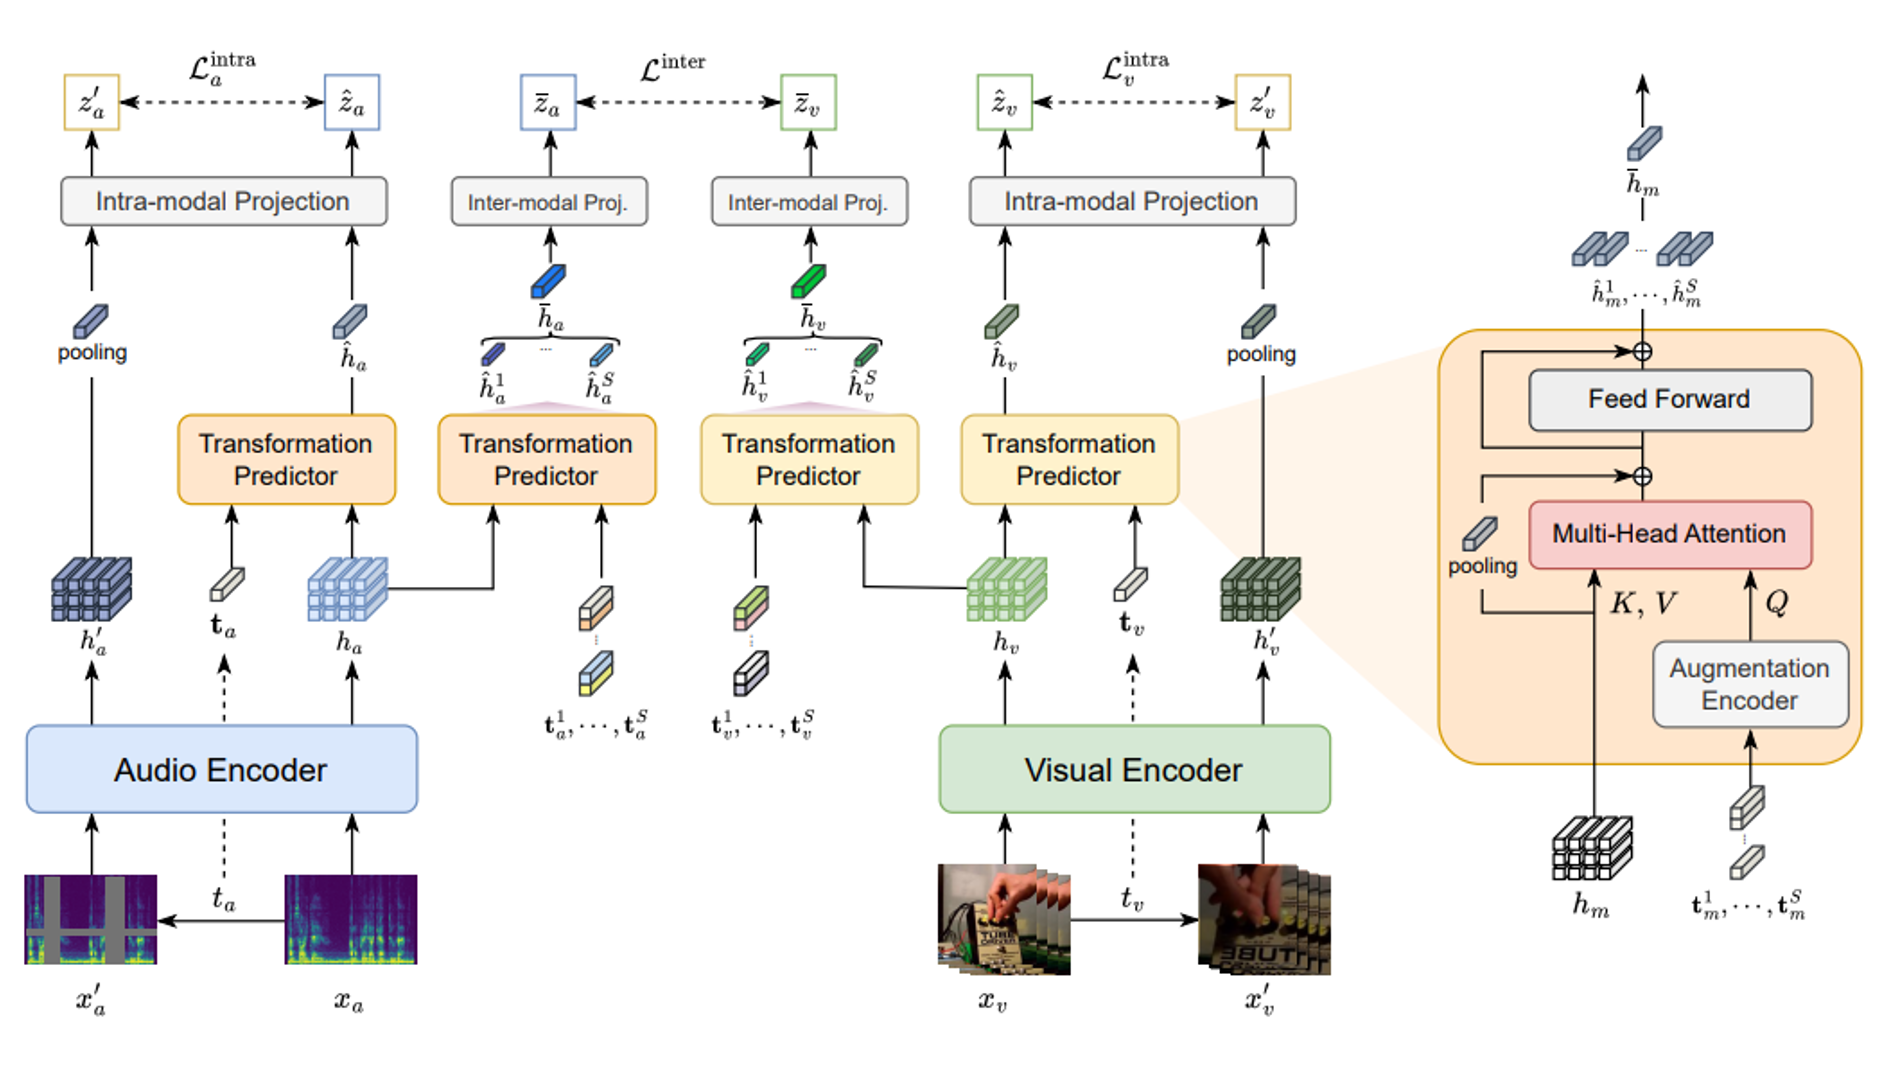 $\mathcal{L}_a^{\text{intra}}$
$\mathcal{L}^{\text{inter}}$
$\mathcal{L}_v^{\text{intra}}$
$z'_a$ $\hat{z}_a$ $\bar{z}_a$ $\bar{z}_v$ $\hat{z}_v$ $z'_v$
Intra-modal Projection
Inter-modal Proj.
Inter-modal Proj.
Intra-modal Projection
pooling
$\hat{h}_a$
$\bar{h}_a$
$\hat{h}_a^1$ ... $\hat{h}_a^S$
$\bar{h}_v$
$\hat{h}_v^1$ ... $\hat{h}_v^S$
$\hat{h}_v$
pooling
Transformation
Predictor
Transformation
Predictor
Transformation
Predictor
Transformation
Predictor
$h'_a$
$\mathbf{t}_a$
$h_a$
$\mathbf{t}_a^1, \cdots, \mathbf{t}_a^S$
$\mathbf{t}_v^1, \cdots, \mathbf{t}_v^S$
$h_v$
$\mathbf{t}_v$
$h'_v$
Audio Encoder
Visual Encoder
$t_a$
$t_v$
TUBE
DRIVER
TUBE
$x'_a$
$x_a$
$x_v$
$x'_v$
$\bar{h}_m$
...
$\hat{h}_m^1, \cdots, \hat{h}_m^S$
Feed Forward
Multi-Head Attention
pooling
$K, V$
$Q$
Augmentation
Encoder
$h_m$
$\mathbf{t}_m^1, \cdots, \mathbf{t}_m^S$